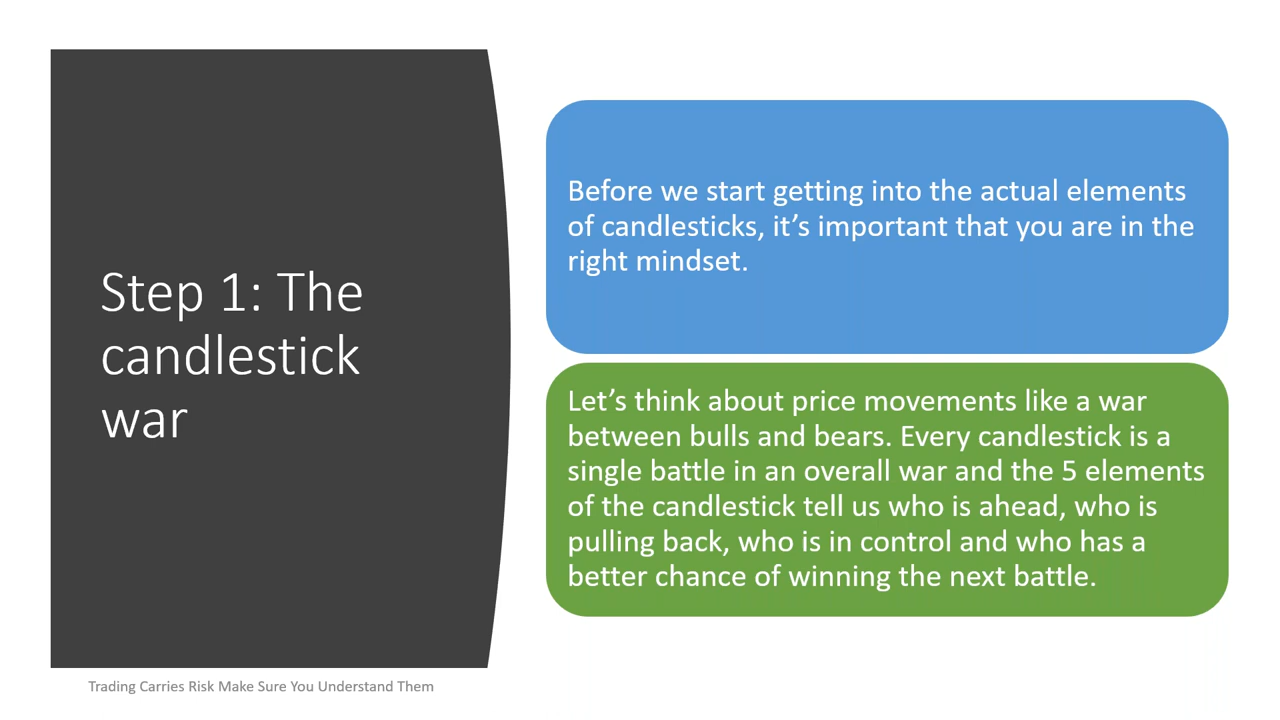 Step 1: The
candlestick
war
Before we start getting into the actual elements
of candlesticks, it’s important that you are in the
right mindset.
Let’s think about price movements like a war
between bulls and bears. Every candlestick is a
single battle in an overall war and the 5 elements
of the candlestick tell us who is ahead, who is
pulling back, who is in control and who has a
better chance of winning the next battle.
Trading Carries Risk Make Sure You Understand Them